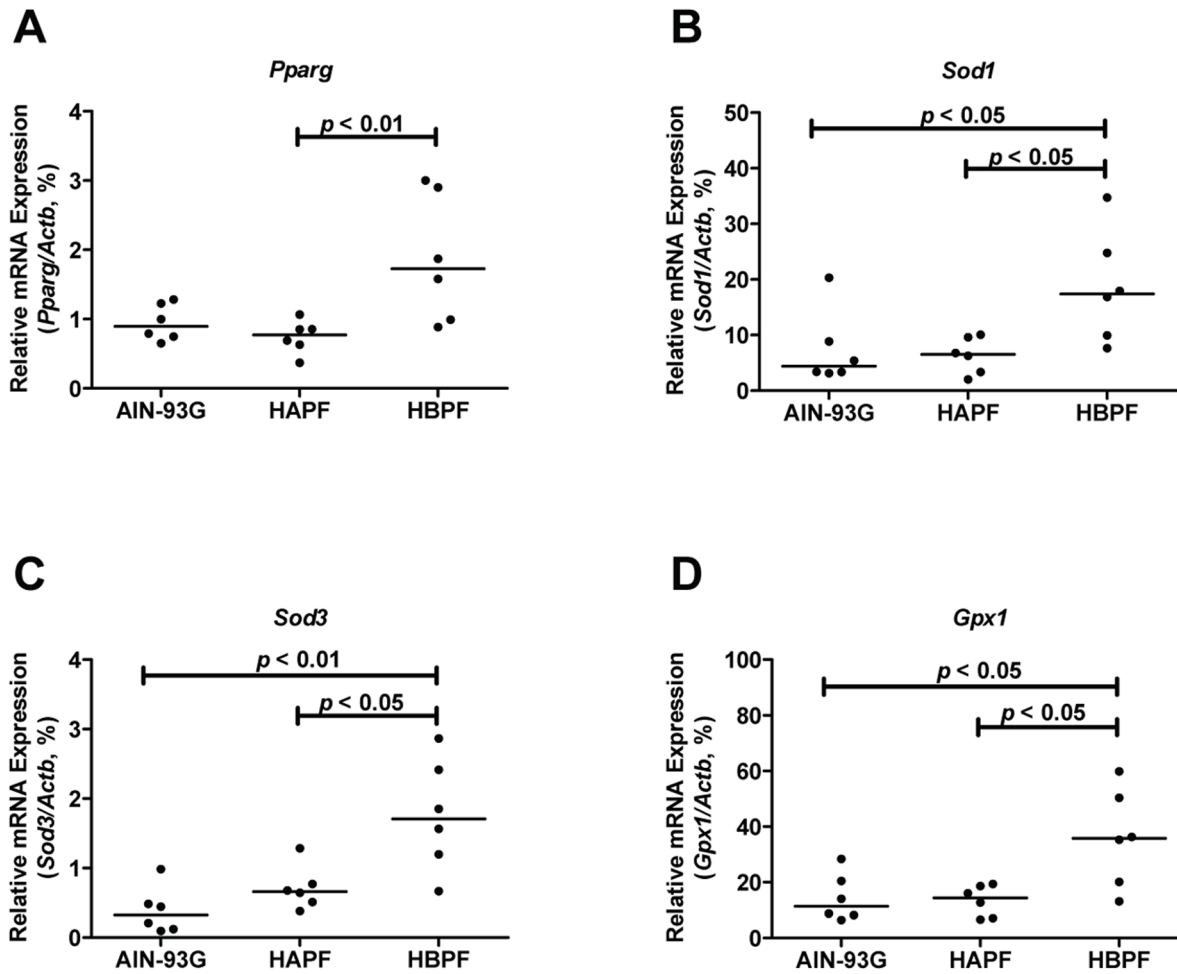 A
Pparg
Relative mRNA Expression
(Pparg/Actb, %)
4
3
2
1
0
p < 0.01
AIN-93G HAPF HBPF
B
Sod1
Relative mRNA Expression
(Sod1/Actb, %)
50
40
30
20
10
0
p < 0.05
p < 0.05
AIN-93G HAPF HBPF
C
Sod3
Relative mRNA Expression
(Sod3/Actb, %)
4
3
2
1
0
p < 0.01
p < 0.05
AIN-93G HAPF HBPF
D
Gpx1
Relative mRNA Expression
(Gpx1/Actb, %)
100
80
60
40
20
0
p < 0.05
p < 0.05
AIN-93G HAPF HBPF